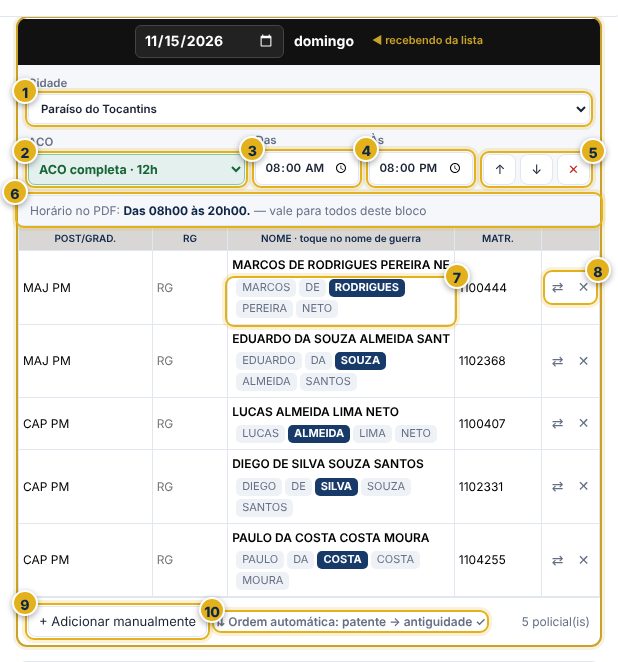 11/15/2026 domingo ◀ recebendo da lista
1 Cidade
Paraíso do Tocantins
2 ACO 3 Das 4 Às 5
ACO completa · 12h 08:00 AM 08:00 PM ↑ ↓ ×
6
Horário no PDF: Das 08h00 às 20h00. — vale para todos deste bloco
POST/GRAD. RG NOME · toque no nome de guerra MATR.
MARCOS DE RODRIGUES PEREIRA NE
7 8
MAJ PM RG MARCOS DE RODRIGUES 1100444 ⇄ ×
PEREIRA NETO
EDUARDO DA SOUZA ALMEIDA SANT
MAJ PM RG EDUARDO DA SOUZA 1102368 ⇄ ×
ALMEIDA SANTOS
LUCAS ALMEIDA LIMA NETO
CAP PM RG LUCAS ALMEIDA LIMA NETO 1100407 ⇄ ×
DIEGO DE SILVA SOUZA SANTOS
CAP PM RG DIEGO DE SILVA SOUZA 1102331 ⇄ ×
SANTOS
PAULO DA COSTA COSTA MOURA
CAP PM RG PAULO DA COSTA COSTA 1104255 ⇄ ×
MOURA
9 10
+ Adicionar manualmente ⇅ Ordem automática: patente → antiguidade ✓ 5 policial(is)